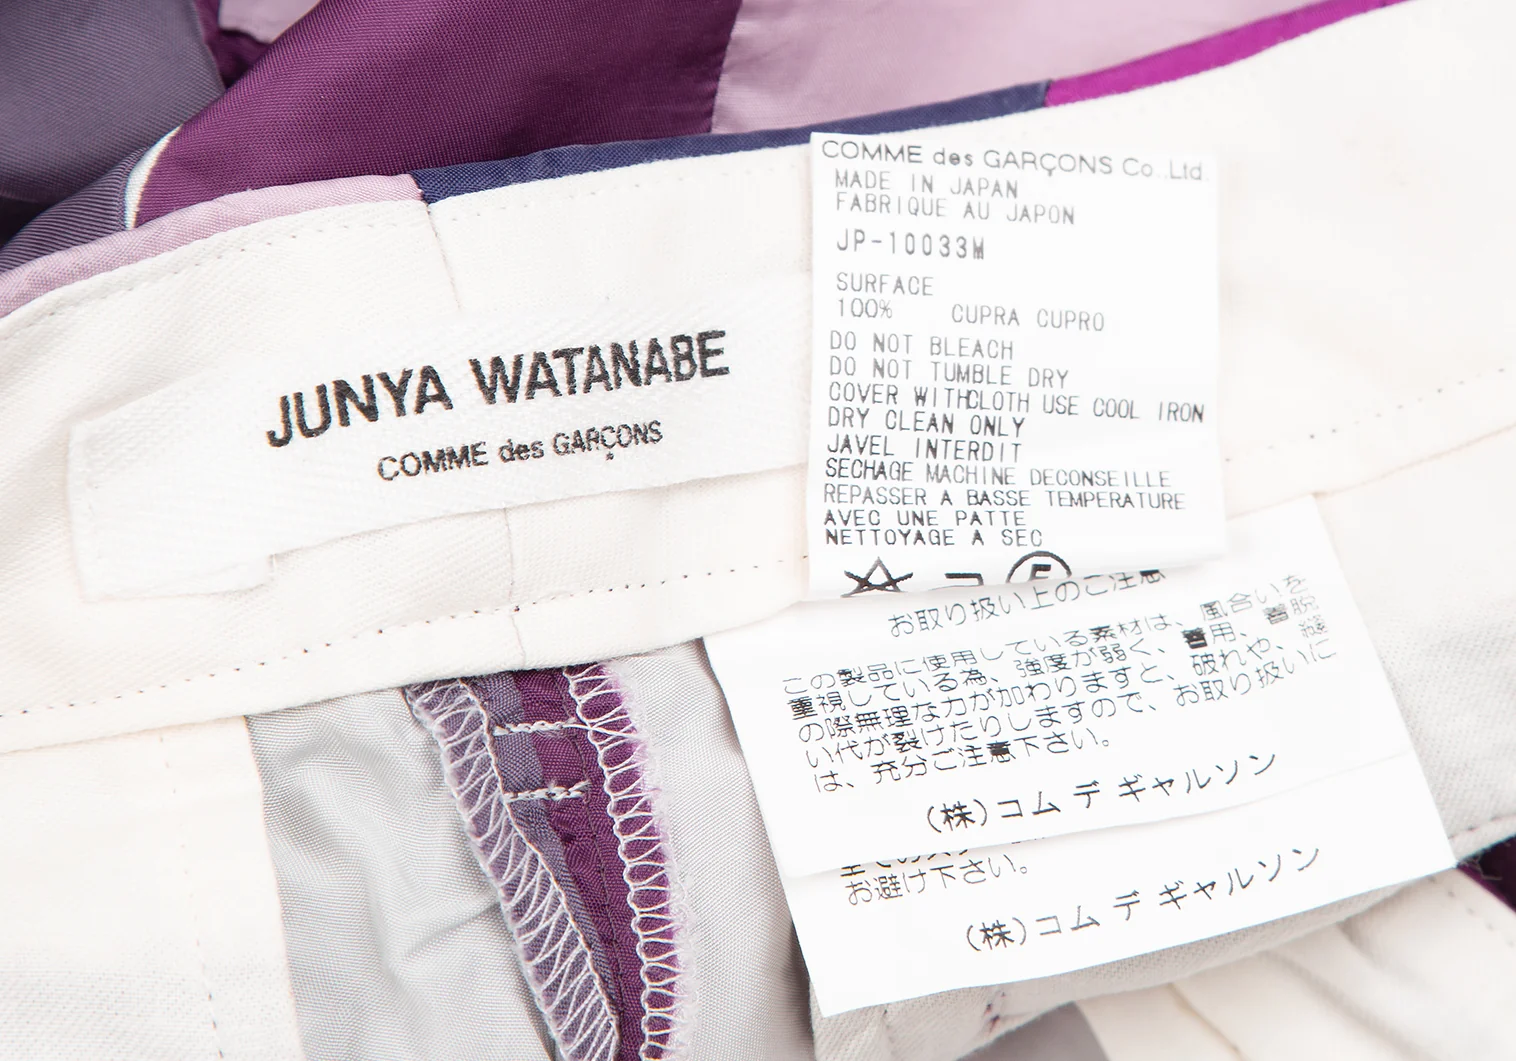 JUNYA WATANABE
COMME des GARÇONS
COMME des GARÇONS Co.,Ltd.
MADE IN JAPAN
FABRIQUE AU JAPON
JP-10033M
SURFACE
100% CUPRA CUPRO
DO NOT BLEACH
DO NOT TUMBLE DRY
COVER WITHCLOTH USE COOL IRON
DRY CLEAN ONLY
JAVEL INTERDIT
SECHAGE MACHINE DECONSEILLE
REPASSER A BASSE TEMPERATURE
AVEC UNE PATTE
NETTOYAGE A SEC
お取り扱い上のご注意
この製品に使用している素材は、風合いを
重視している為、強度が弱く、着用、着脱
の際無理な力が加わりますと、破れや、縫
い代が裂けたりしますので、お取り扱いに
は、充分ご注意下さい。
(株)コム デ ギャルソン
お避け下さい。
(株)コム デ ギャルソン